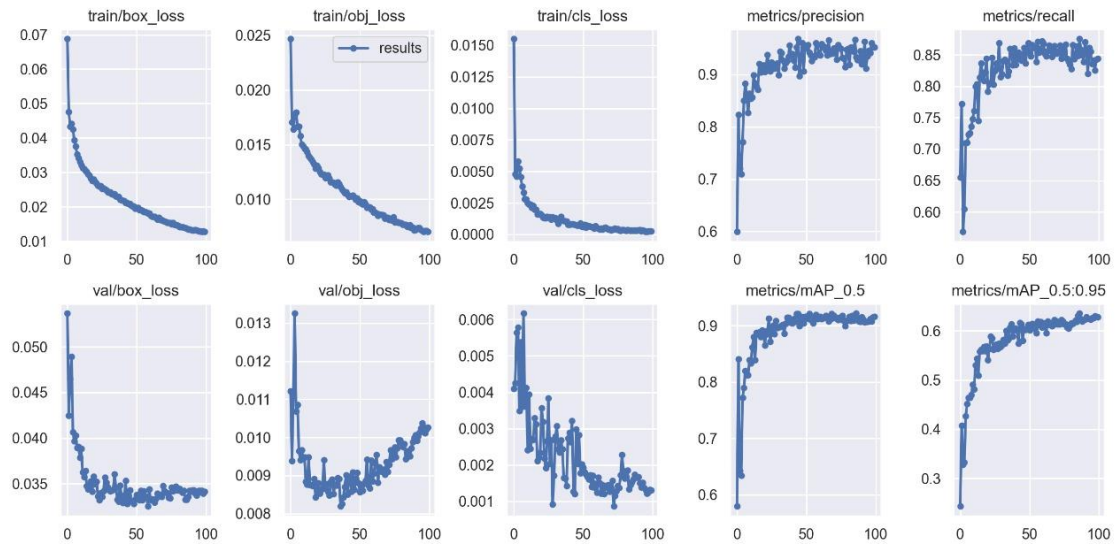 train/box_loss
0.07
0.06
0.05
0.04
0.03
0.02
0.01
0 50 100
train/obj_loss
results
0.025
0.020
0.015
0.010
0 50 100
train/cls_loss
0.0150
0.0125
0.0100
0.0075
0.0050
0.0025
0.0000
0 50 100
metrics/precision
0.9
0.8
0.7
0.6
0 50 100
metrics/recall
0.85
0.80
0.75
0.70
0.65
0.60
0 50 100
val/box_loss
0.050
0.045
0.040
0.035
0 50 100
val/obj_loss
0.013
0.012
0.011
0.010
0.009
0.008
0 50 100
val/cls_loss
0.006
0.005
0.004
0.003
0.002
0.001
0 50 100
metrics/mAP_0.5
0.9
0.8
0.7
0.6
0 50 100
metrics/mAP_0.5:0.95
0.6
0.5
0.4
0.3
0 50 100